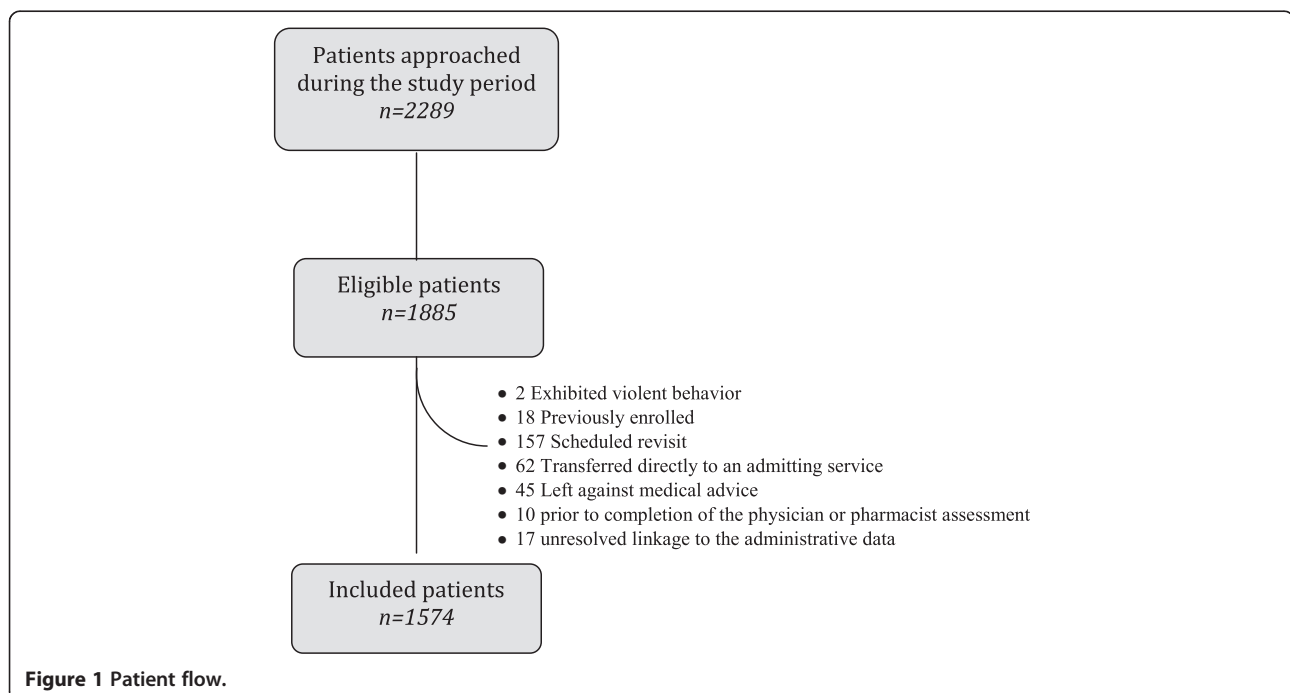 Patients approached
during the study period
n=2289
Eligible patients
n=1885
• 2 Exhibited violent behavior
• 18 Previously enrolled
• 157 Scheduled revisit
• 62 Transferred directly to an admitting service
• 45 Left against medical advice
• 10 prior to completion of the physician or pharmacist assessment
• 17 unresolved linkage to the administrative data
Included patients
n=1574
Figure 1 Patient flow.